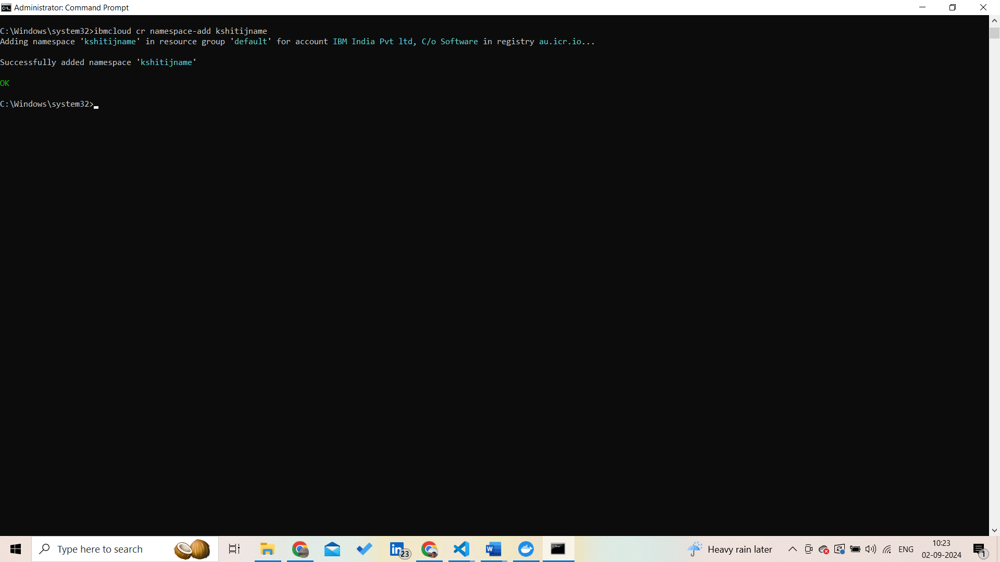 Administrator: Command Prompt
C:\Windows\system32>ibmcloud cr namespace-add kshitijname
Adding namespace 'kshitijname' in resource group 'default' for account IBM India Pvt ltd, C/o Software in registry au.icr.io...
Successfully added namespace 'kshitijname'
OK
C:\Windows\system32>
Type here to search
23
Heavy rain later
ENG
10:23
02-09-2024
1